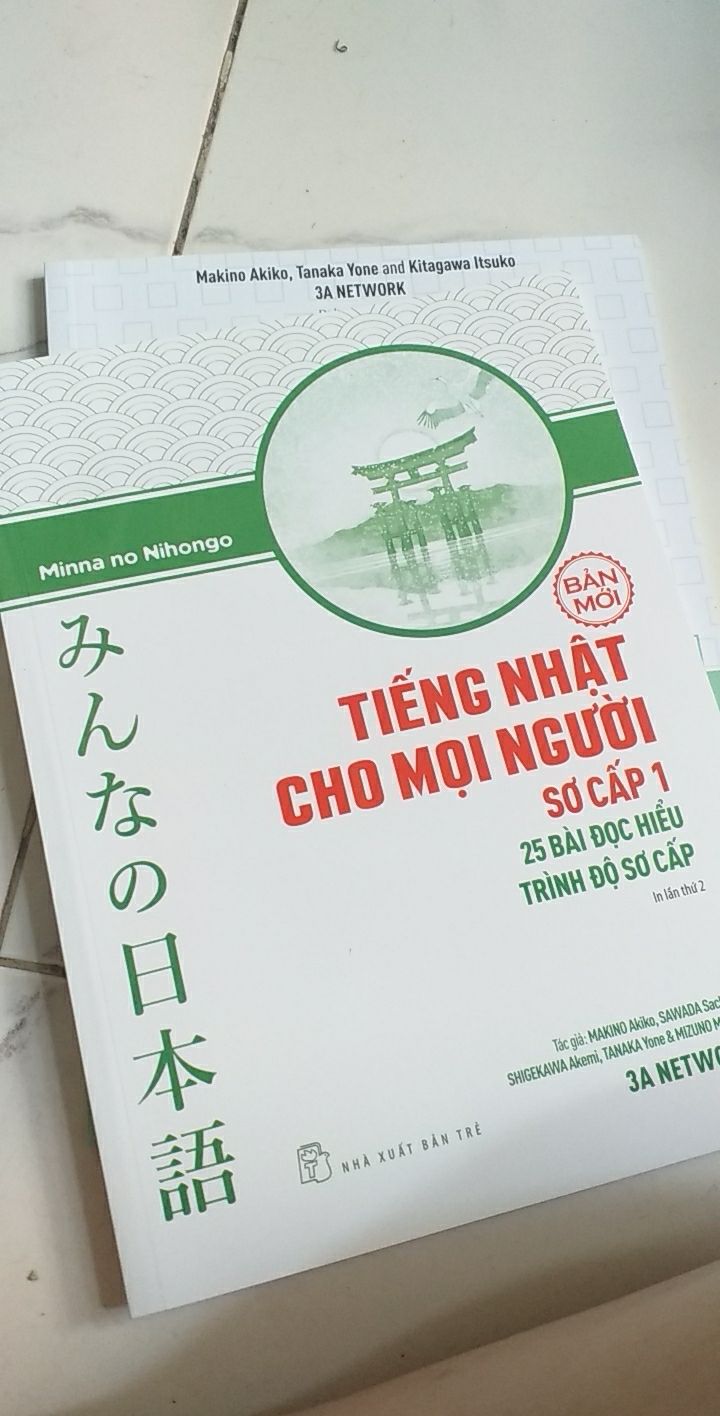 Makino Akiko, Tanaka Yone and Kitagawa Itsuko
3A NETWORK
Minna no Nihongo
みんなの日本語
BẢN
MỚI
TIẾNG NHẬT
CHO MỌI NGƯỜI
SƠ CẤP 1
25 BÀI ĐỌC HIỂU
TRÌNH ĐỘ SƠ CẤP
In lần thứ 2
Tác giả: MAKINO Akiko, SAWADA
SHIGEKAWA Akemi, TANAKA Yone & MIZUNO
3A
NHÀ XUẤT BẢN TRẺ